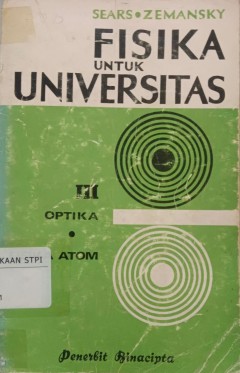 SEARS • ZEMANSKY
FISIKA
UNTUK
UNIVERSITAS
III
OPTIKA
•
ATOM
KAAN STPI
Penerbit Binacipta